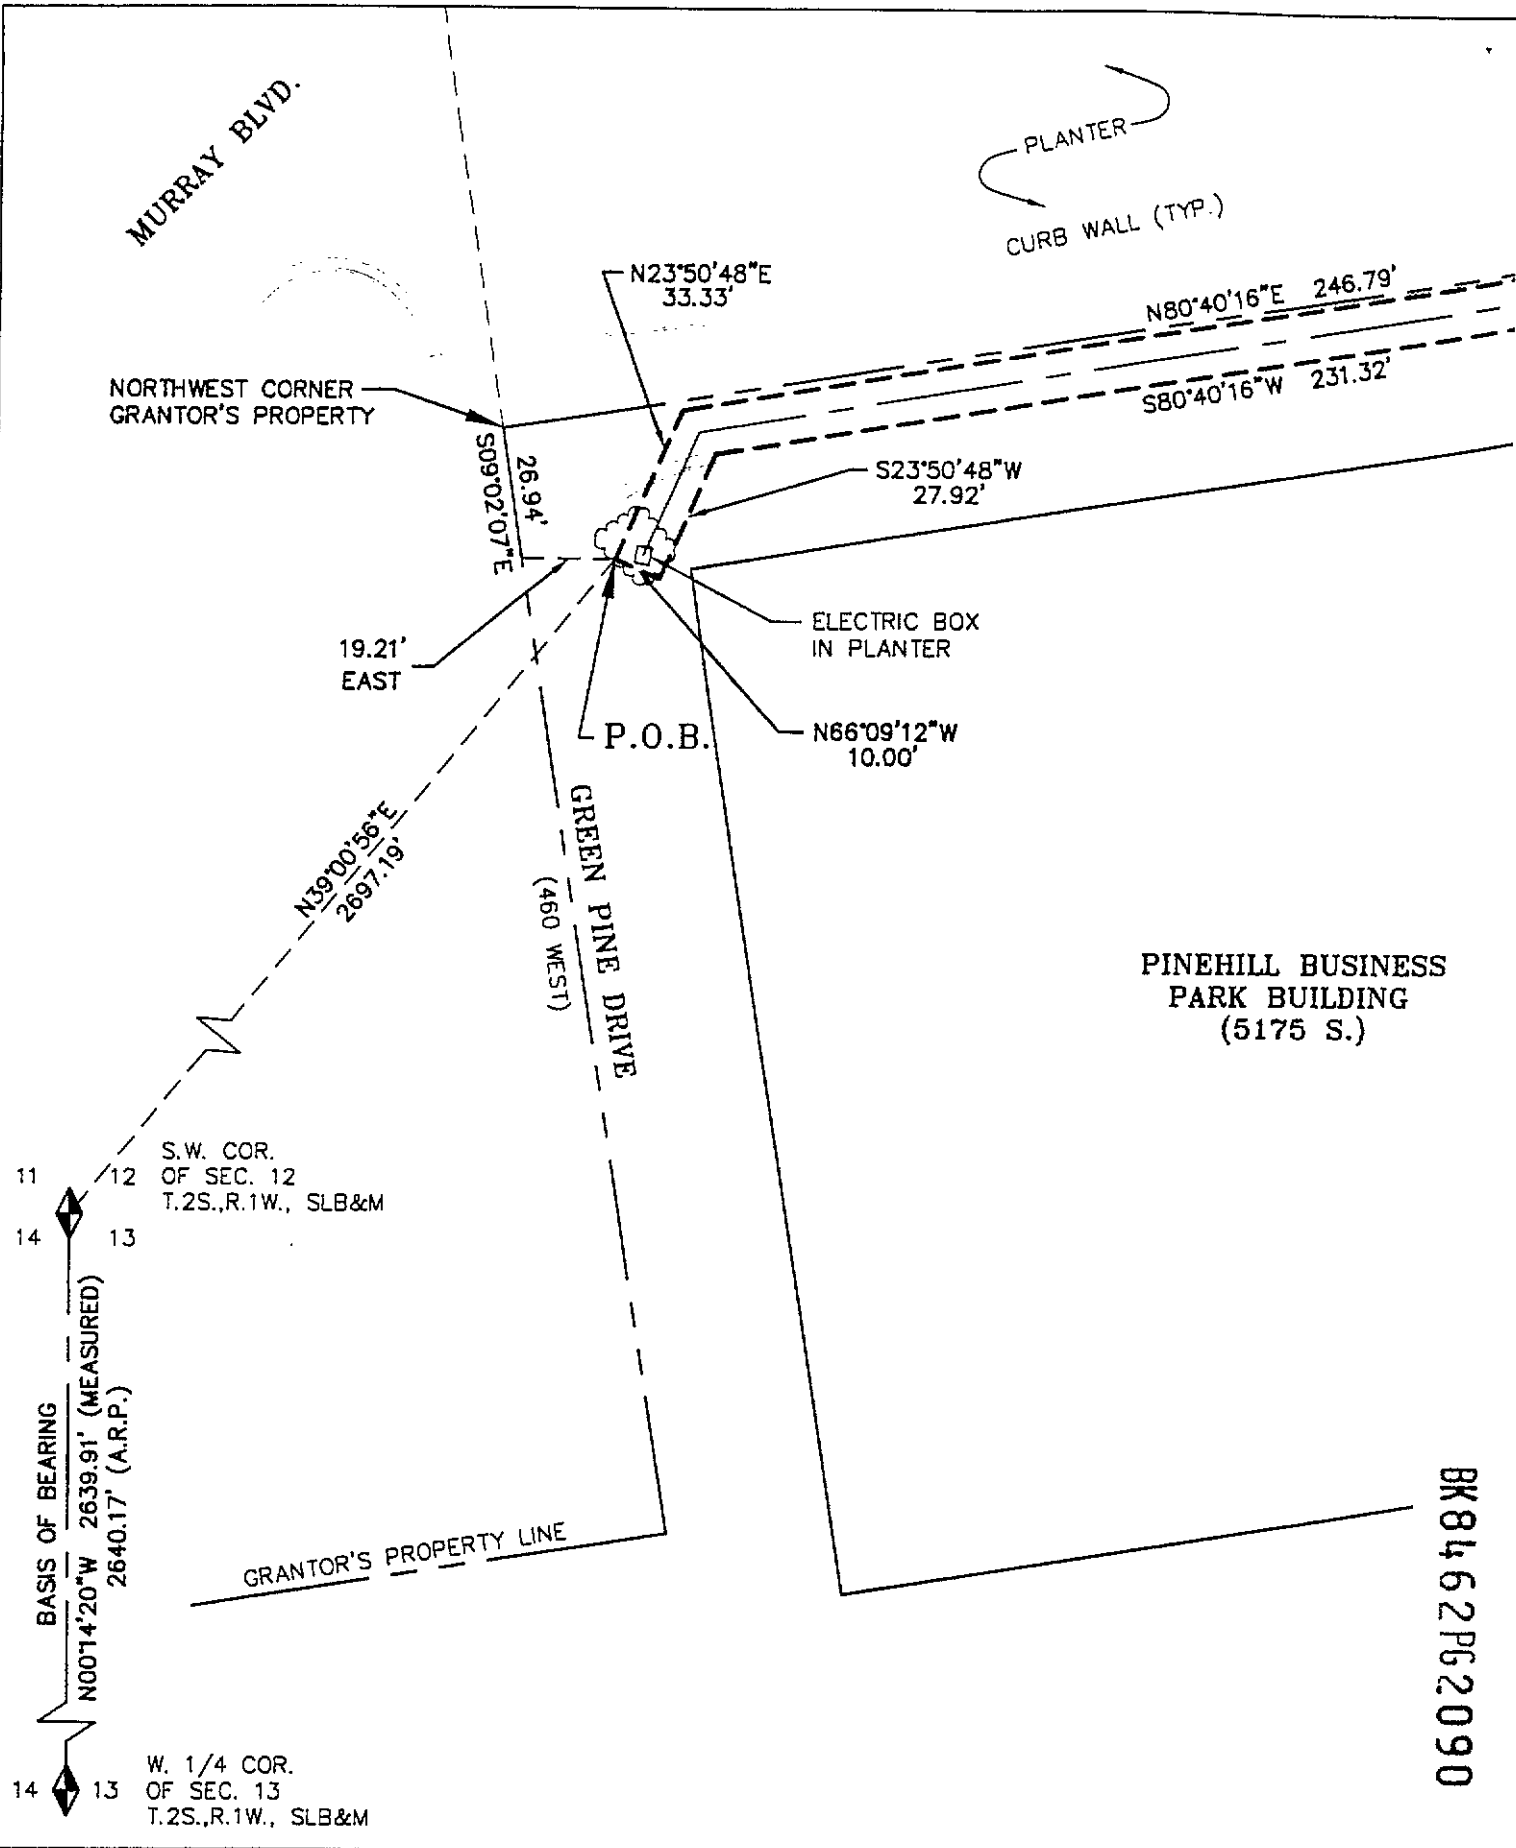 MURRAY BLVD.
PLANTER
CURB WALL (TYP.)
N23°50'48"E
33.33'
N80°40'16"E 246.79'
S80°40'16"W 231.32'
NORTHWEST CORNER
GRANTOR'S PROPERTY
26.94'
S09°02'07"E
S23°50'48"W
27.92'
ELECTRIC BOX
IN PLANTER
19.21'
EAST
P.O.B.
N66°09'12"W
10.00'
N39°00'56"E
2697.19'
GREEN PINE DRIVE
(460 WEST)
PINEHILL BUSINESS
PARK BUILDING
(5175 S.)
11 12
14 13
S.W. COR.
OF SEC. 12
T.2S.,R.1W., SLB&M
BASIS OF BEARING
N00°14'20"W 2639.91' (MEASURED)
2640.17' (A.R.P.)
GRANTOR'S PROPERTY LINE
14 13
W. 1/4 COR.
OF SEC. 13
T.2S.,R.1W., SLB&M
BK8462PG2090